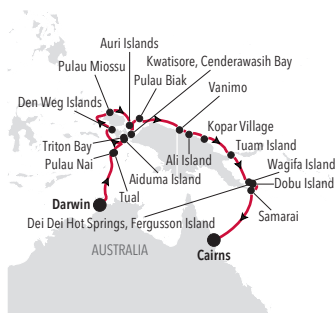 Auri Islands
Kwatisore, Cenderawasih Bay
Pulau Miossu
Pulau Biak
Den Weg Islands
Vanimo
Kopar Village
Triton Bay
Tuam Island
Pulau Nai
Ali Island
Wagifa Island
Aiduma Island
Dobu Island
Tual
Darwin
Samarai
Dei Dei Hot Springs, Fergusson Island
AUSTRALIA
Cairns